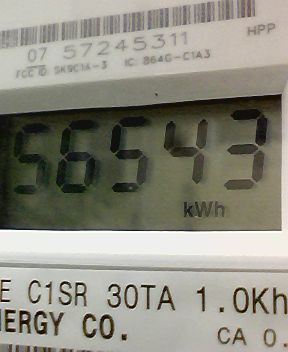 07 57245311
HPP
FCC ID: SK9C1A-3 IC: 864G-C1A3
56543
kWh
E C1SR 30TA 1.0Kh
NERGY CO.
CA 0.